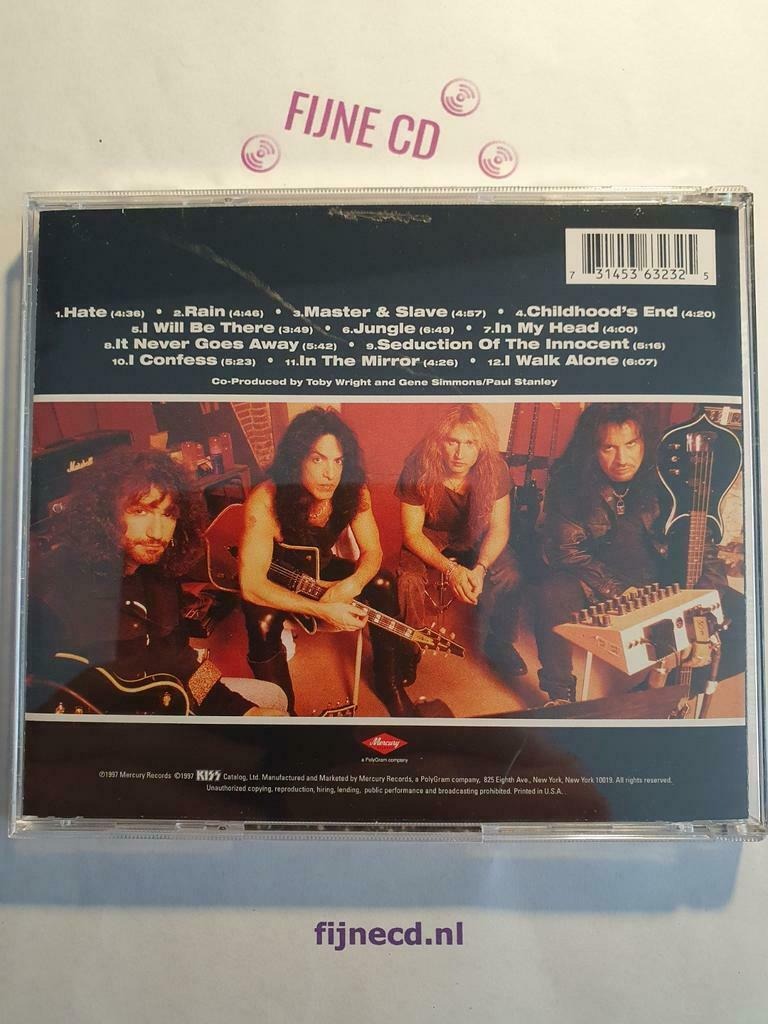 FIJNE CD
7 31453 63232 5
1.Hate (4:36) • 2.Rain (4:46) • 3.Master & Slave (4:57) • 4.Childhood's End (4:20)
5.I Will Be There (3:49) • 6.Jungle (6:49) • 7.In My Head (4:00)
8.It Never Goes Away (5:42) • 9.Seduction Of The Innocent (5:16)
10.I Confess (5:23) • 11.In The Mirror (4:26) • 12.I Walk Alone (6:07)
Co-Produced by Toby Wright and Gene Simmons/Paul Stanley
Marshall
Mercury
a PolyGram company
℗1997 Mercury Records ©1997 KISS Catalog, Ltd. Manufactured and Marketed by Mercury Records, a PolyGram company, 825 Eighth Ave., New York, New York 10019. All rights reserved.
Unauthorized copying, reproduction, hiring, lending, public performance and broadcasting prohibited. Printed in U.S.A.
fijnecd.nl